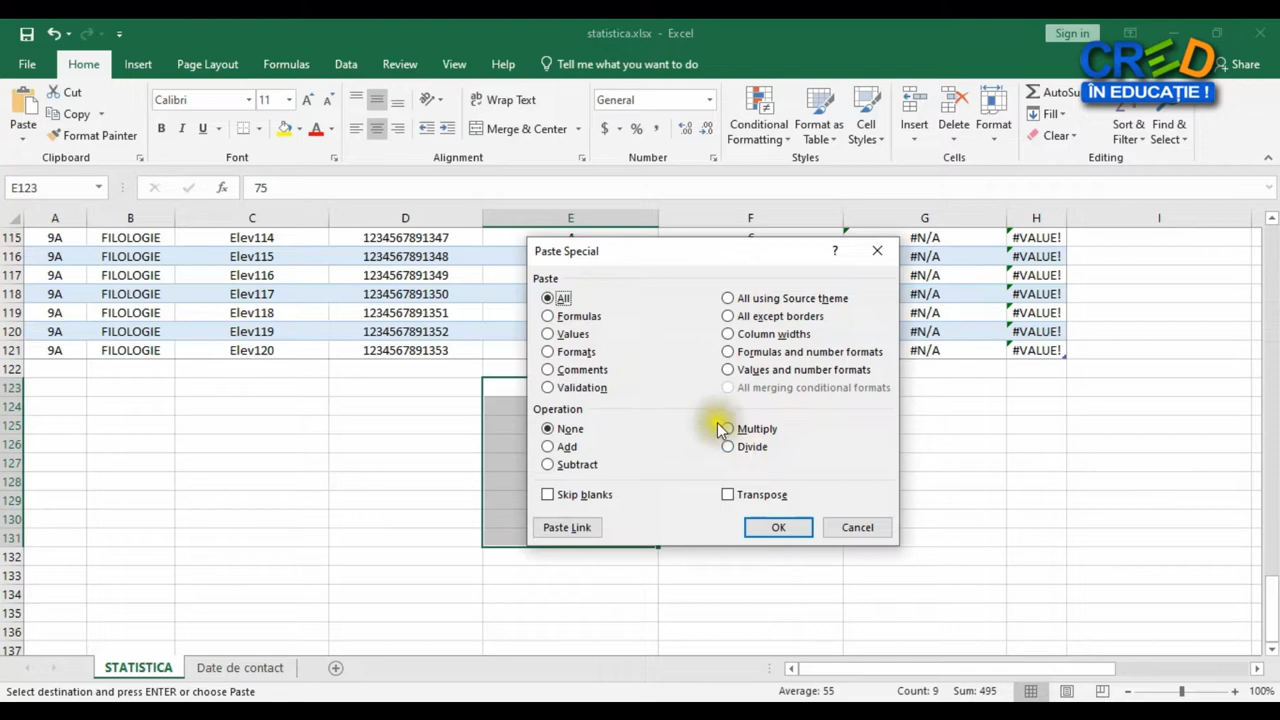 statistica.xlsx - Excel
Sign in
CRED
ÎN EDUCAȚIE !
File Home Insert Page Layout Formulas Data Review View Help Tell me what you want to do Share
Cut
Copy
Format Painter
Paste
Clipboard
Calibri 11
B I U
Font
Wrap Text
Merge & Center
Alignment
General
$ % ,
Number
Conditional Formatting
Format as Table
Cell Styles
Styles
Insert Delete Format
Cells
AutoSu
Fill
Clear
Sort & Filter
Find & Select
Editing
E123 fx 75
A B C D E F G H I
115 9A FILOLOGIE Elev114 1234567891347 #N/A #VALUE!
116 9A FILOLOGIE Elev115 1234567891348 #N/A #VALUE!
117 9A FILOLOGIE Elev116 1234567891349 #N/A #VALUE!
118 9A FILOLOGIE Elev117 1234567891350 #N/A #VALUE!
119 9A FILOLOGIE Elev118 1234567891351 #N/A #VALUE!
120 9A FILOLOGIE Elev119 1234567891352 #N/A #VALUE!
121 9A FILOLOGIE Elev120 1234567891353 #N/A #VALUE!
122
123
124
125
126
127
128
129
130
131
132
133
134
135
136
137
Paste Special ?
Paste
All All using Source theme
Formulas All except borders
Values Column widths
Formats Formulas and number formats
Comments Values and number formats
Validation All merging conditional formats
Operation
None Multiply
Add Divide
Subtract
Skip blanks Transpose
Paste Link OK Cancel
STATISTICA Date de contact
Select destination and press ENTER or choose Paste Average: 55 Count: 9 Sum: 495 100%